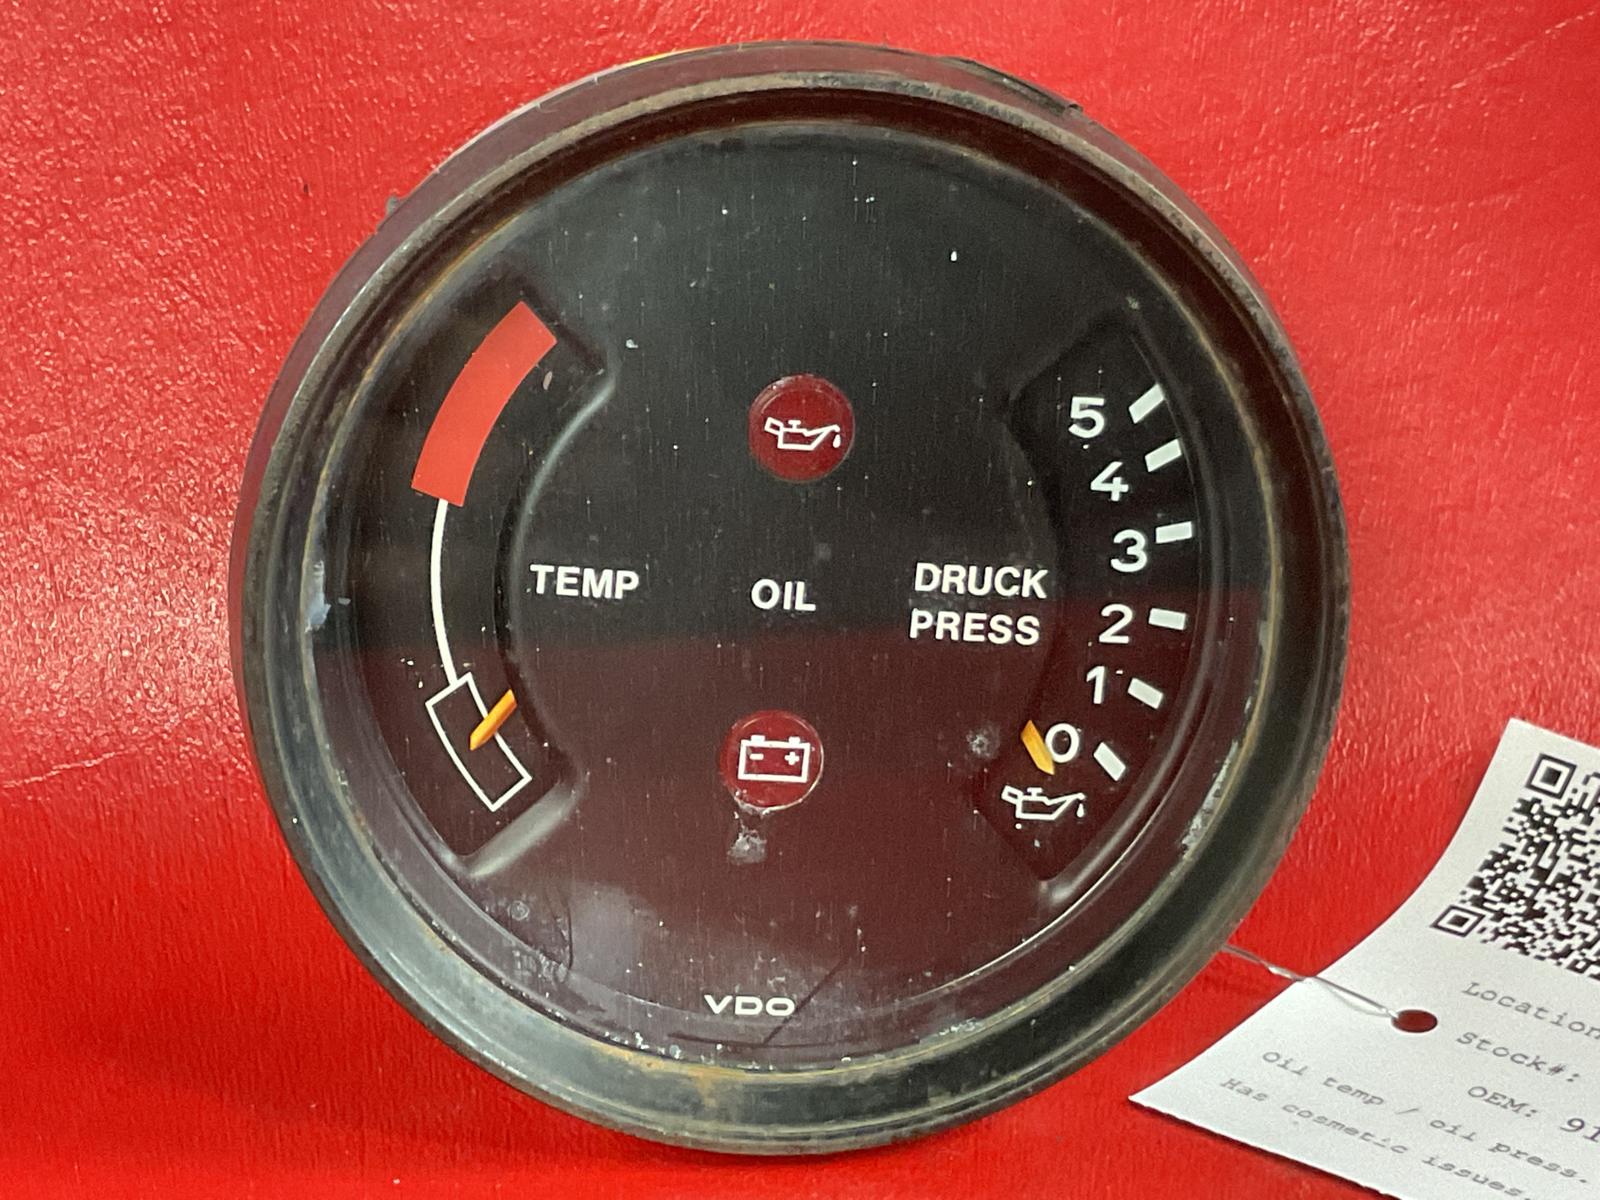 TEMP
OIL
DRUCK
PRESS
5
4
3
2
1
0
- +
VDO
Location
Stock#:
OEM: 91
Oil temp / oil press.
Has cosmetic issues.